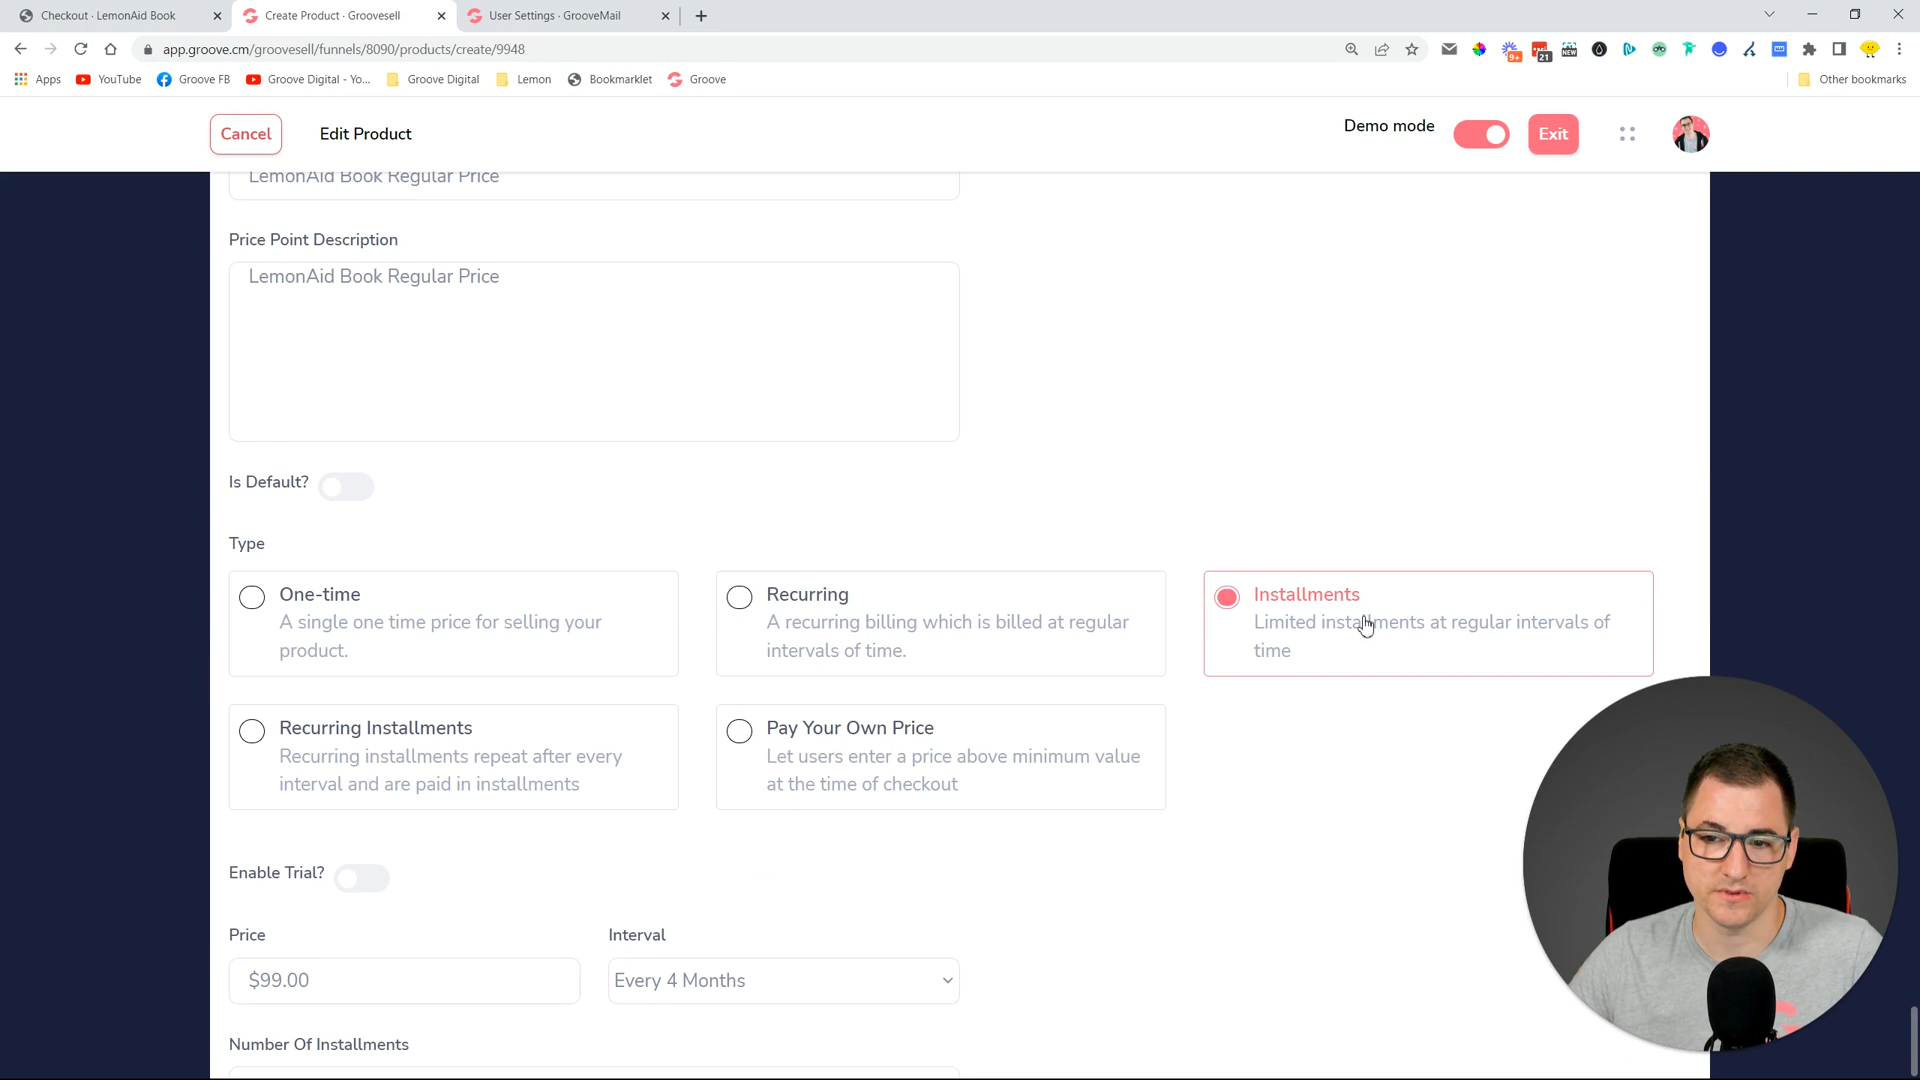 Checkout · LemonAid Book
Create Product · Groovesell
User Settings · GrooveMail
app.groove.cm/groovesell/funnels/8090/products/create/9948
9+
21
NEW
Apps
YouTube
Groove FB
Groove Digital - Yo...
Groove Digital
Lemon
Bookmarklet
Groove
Other bookmarks
Cancel
Edit Product
Demo mode
Exit
LemonAid Book Regular Price
Price Point Description
LemonAid Book Regular Price
Is Default?
Type
One-time
A single one time price for selling your
product.
Recurring
A recurring billing which is billed at regular
intervals of time.
Installments
Limited installments at regular intervals of
time
Recurring Installments
Recurring installments repeat after every
interval and are paid in installments
Pay Your Own Price
Let users enter a price above minimum value
at the time of checkout
Enable Trial?
Price
Interval
$99.00
Every 4 Months
Number Of Installments